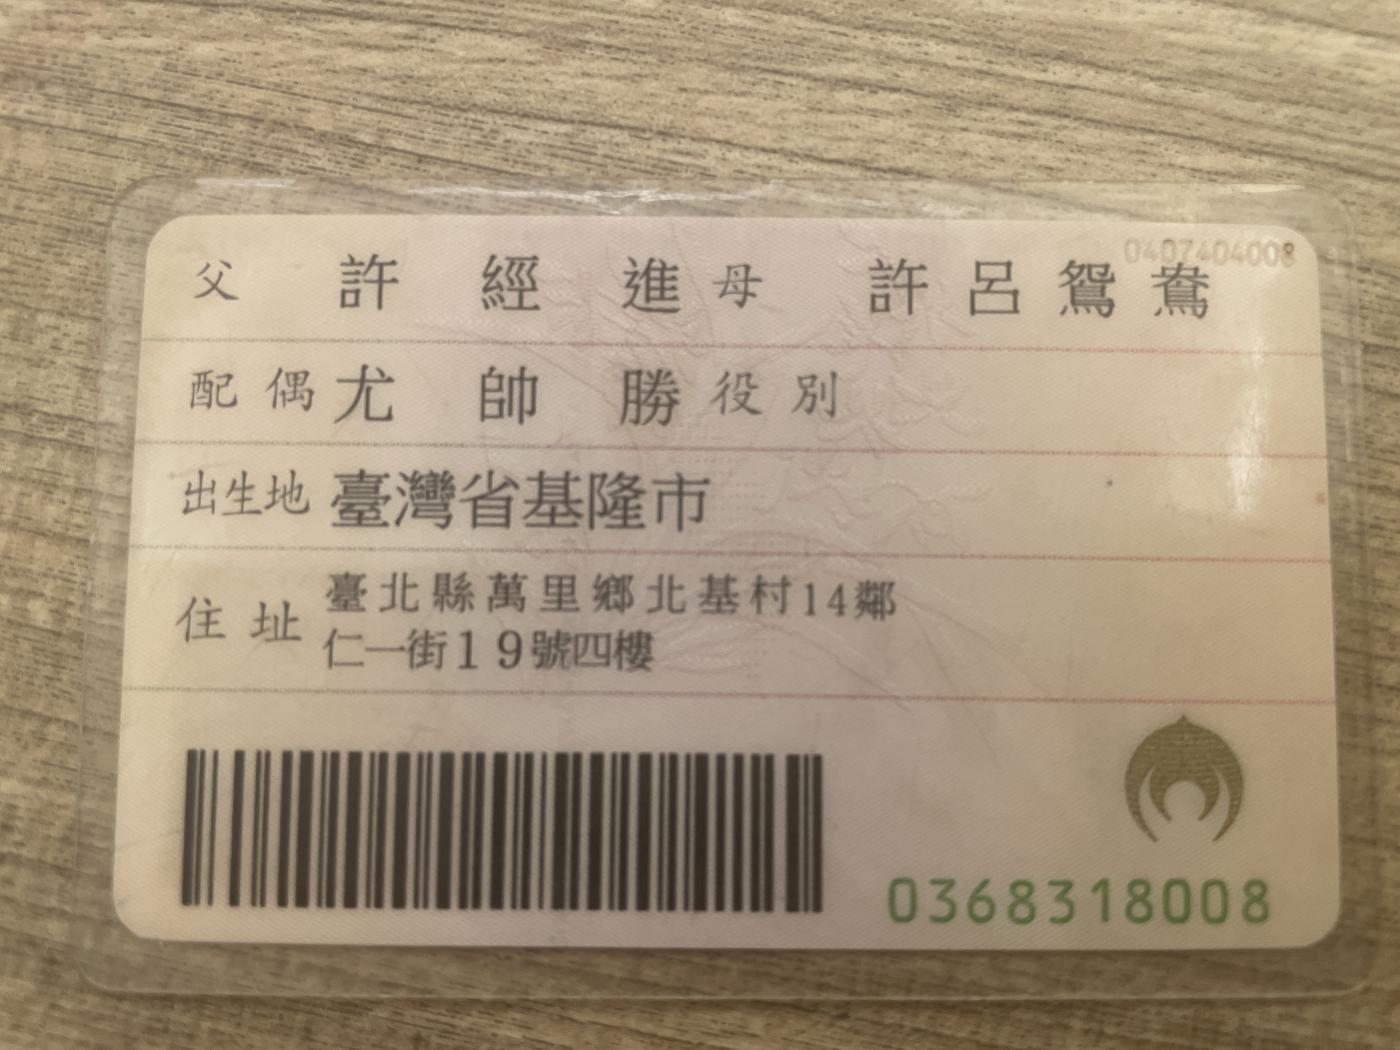 0407404008
父 許 經 進 母 許 呂 鴛 鴦
配 偶 尤 帥 勝 役 別
出生地 臺灣省基隆市
住 址 臺北縣萬里鄉北基村14鄰
仁一街19號四樓
0368318008